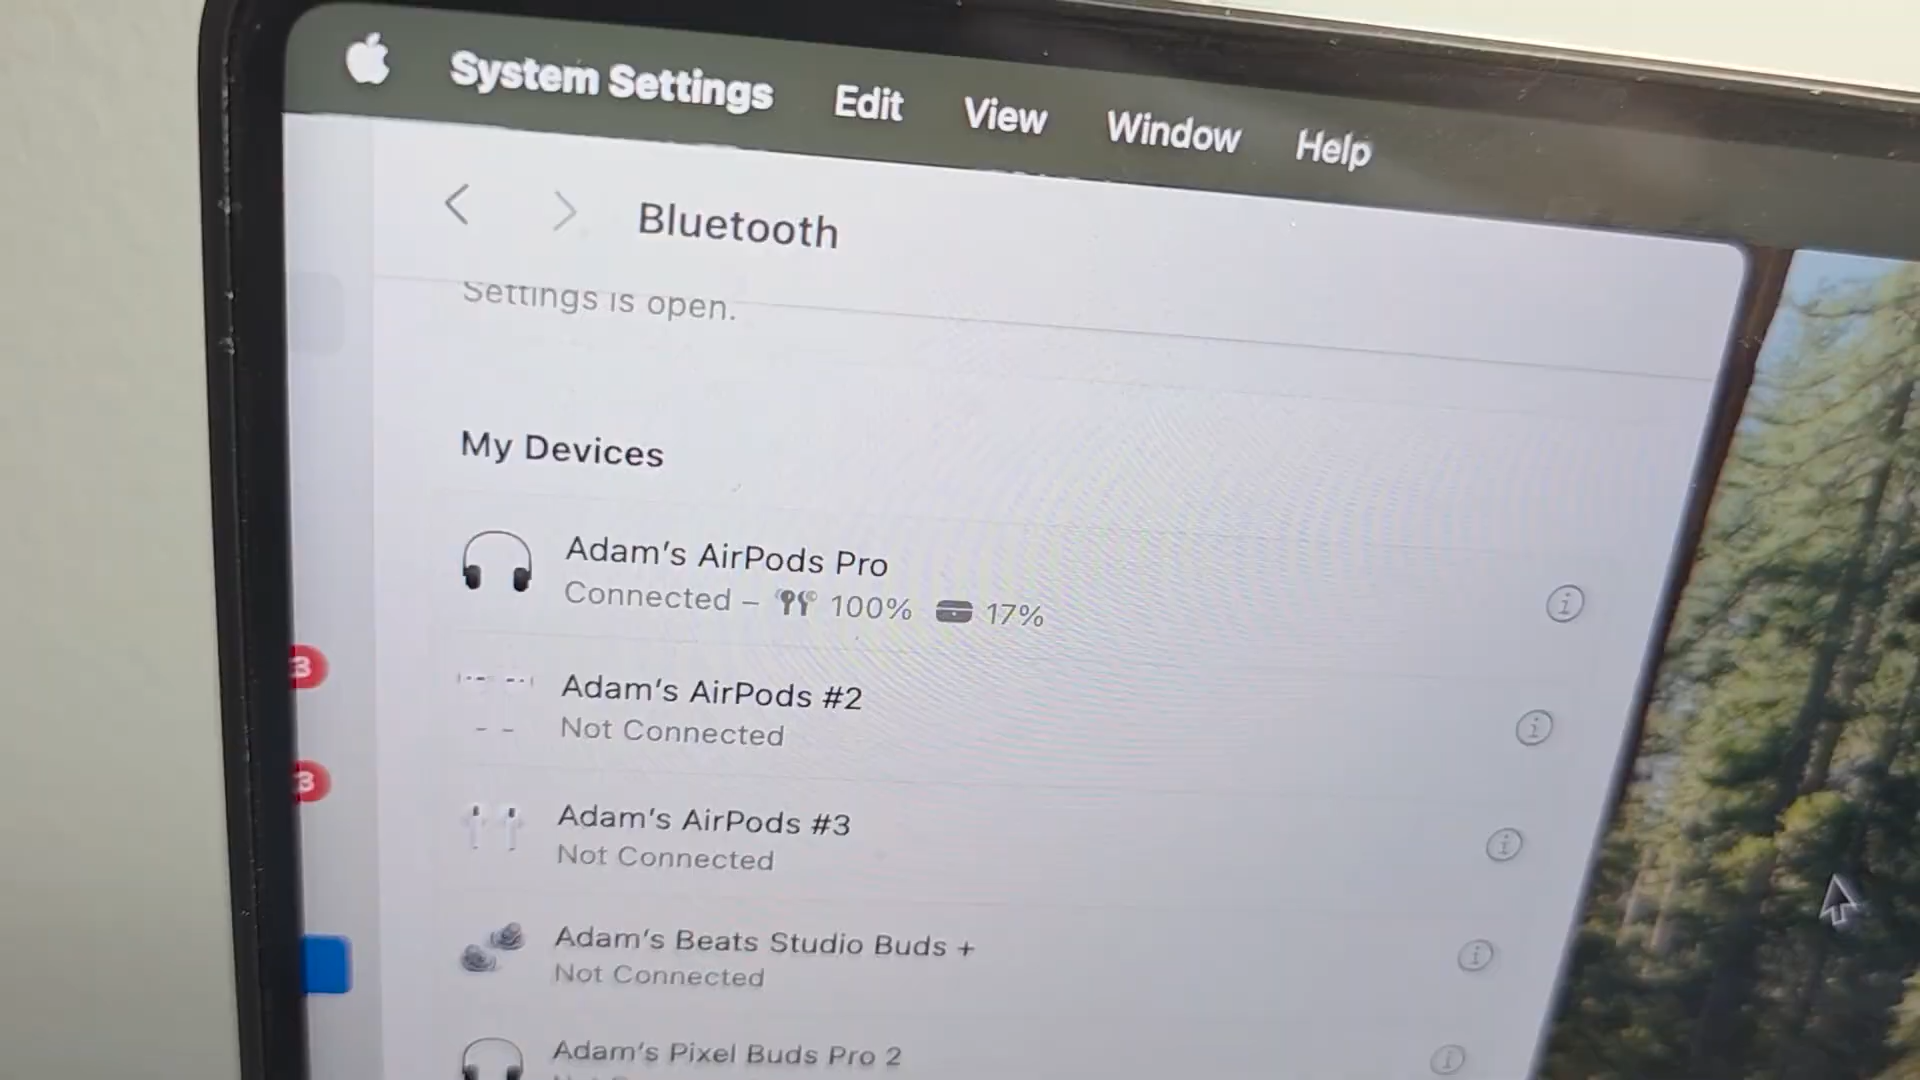 System Settings Edit View Window Help
Bluetooth
Settings is open.
My Devices
Adam's AirPods Pro
Connected – 100% 17%
Adam's AirPods #2
Not Connected
3
Adam's AirPods #3
Not Connected
3
Adam's Beats Studio Buds +
Not Connected
Adam's Pixel Buds Pro 2